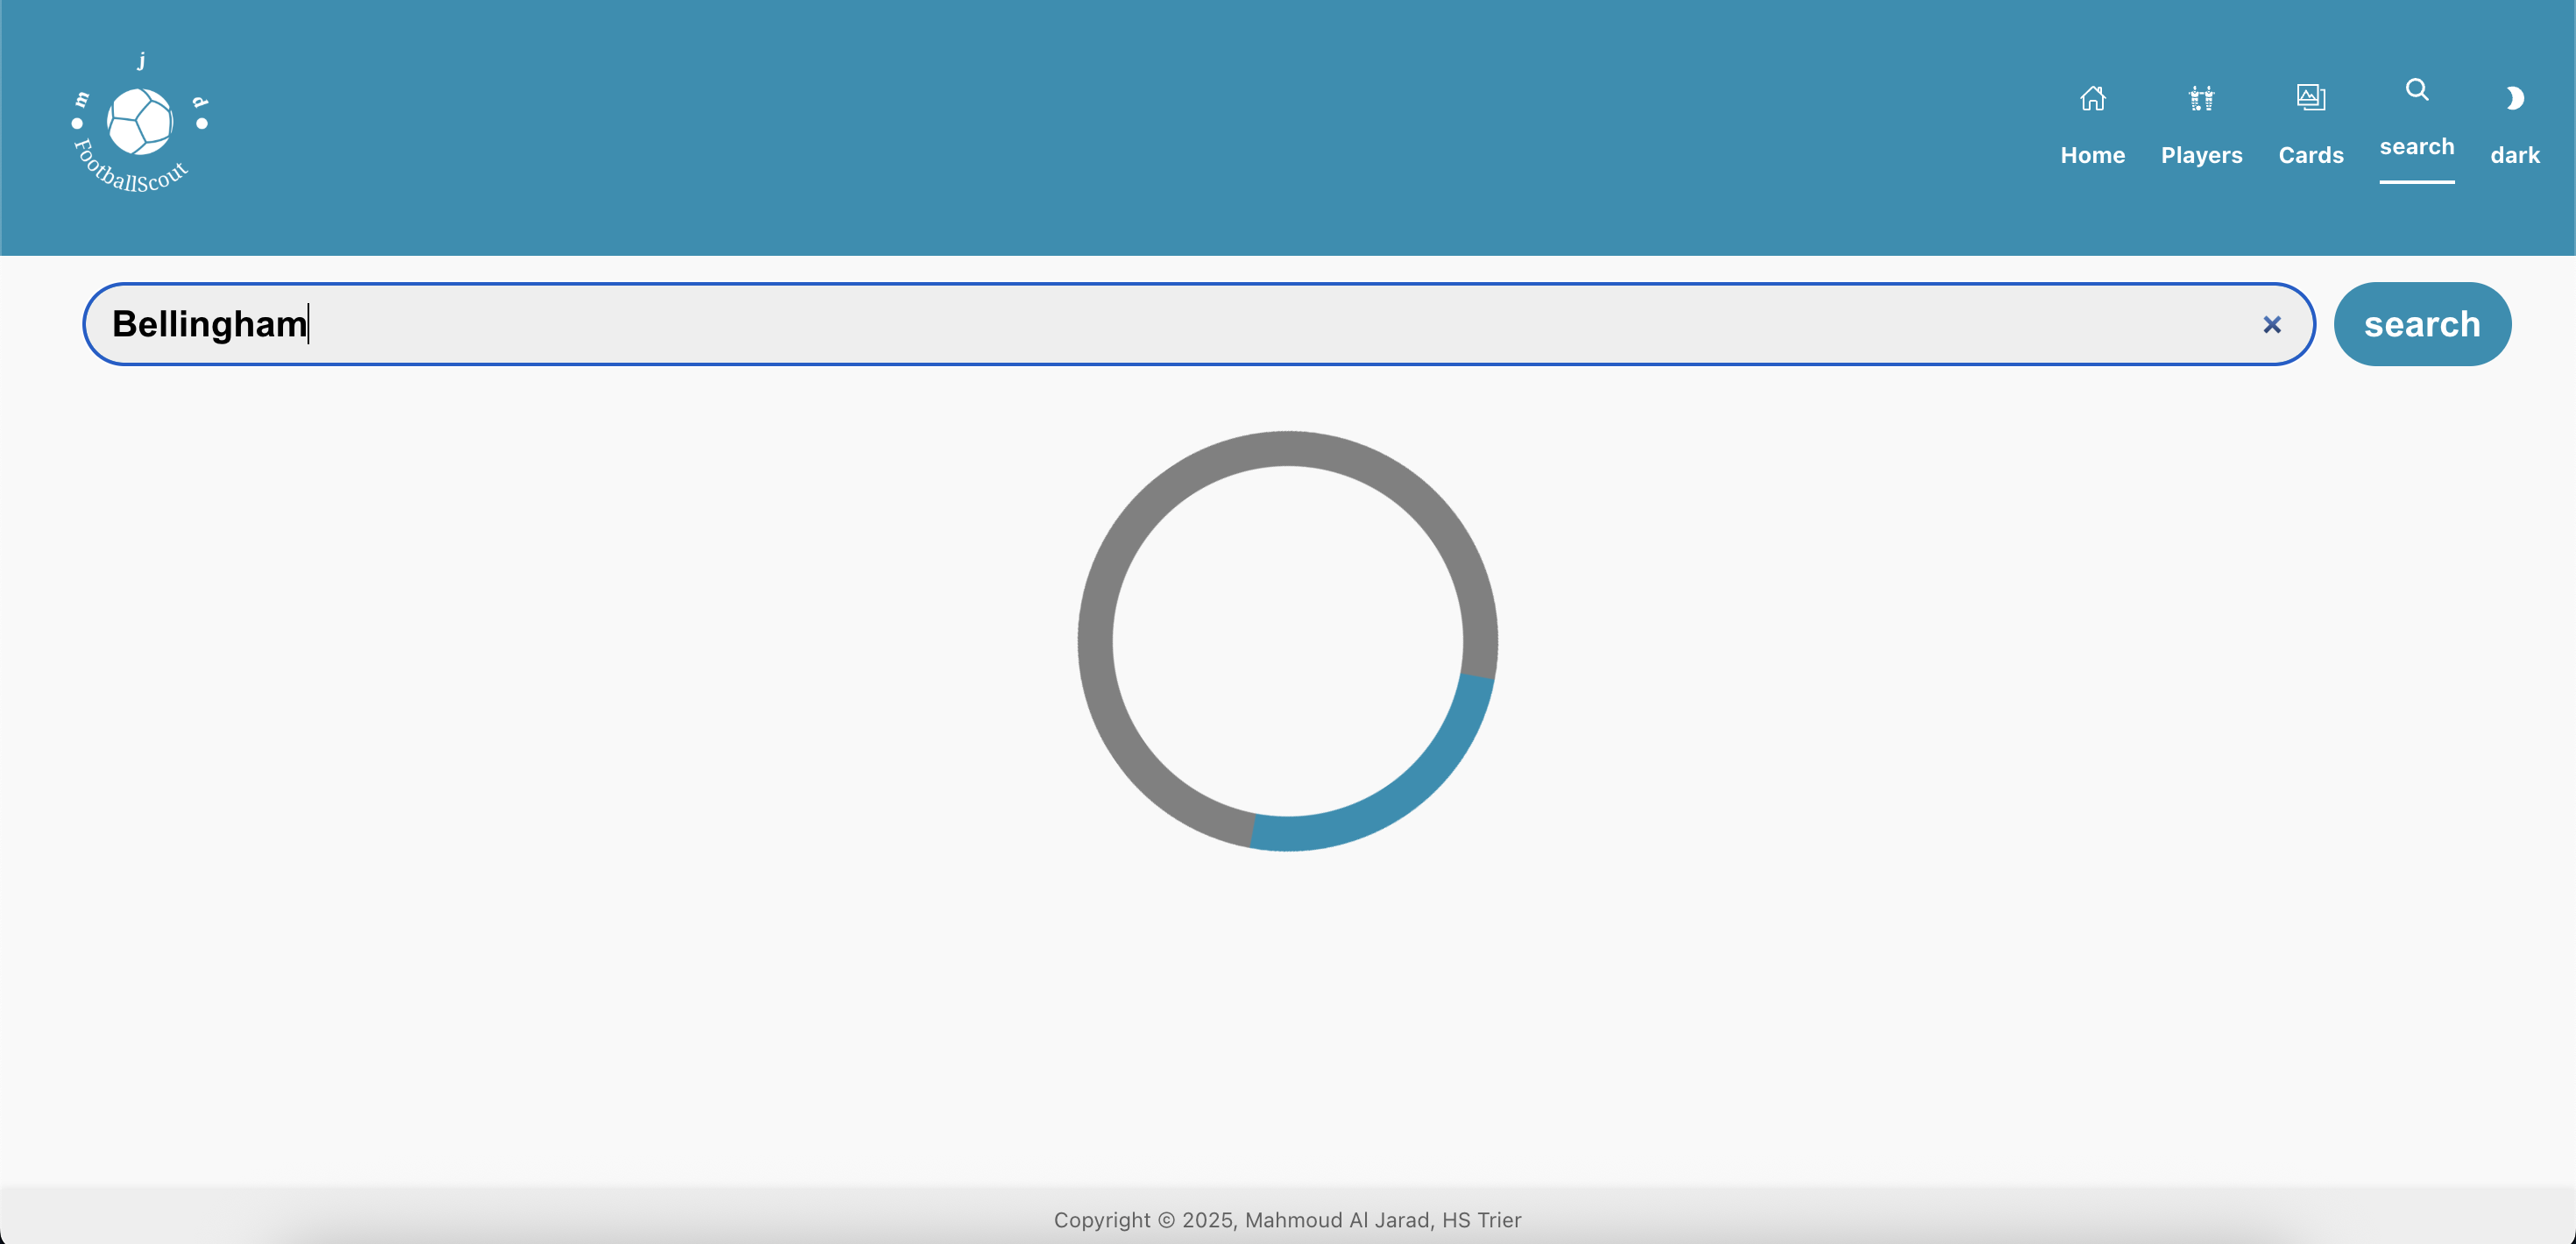 j
m d
FootballScout
Home Players Cards search dark
Bellingham
search
Copyright © 2025, Mahmoud Al Jarad, HS Trier